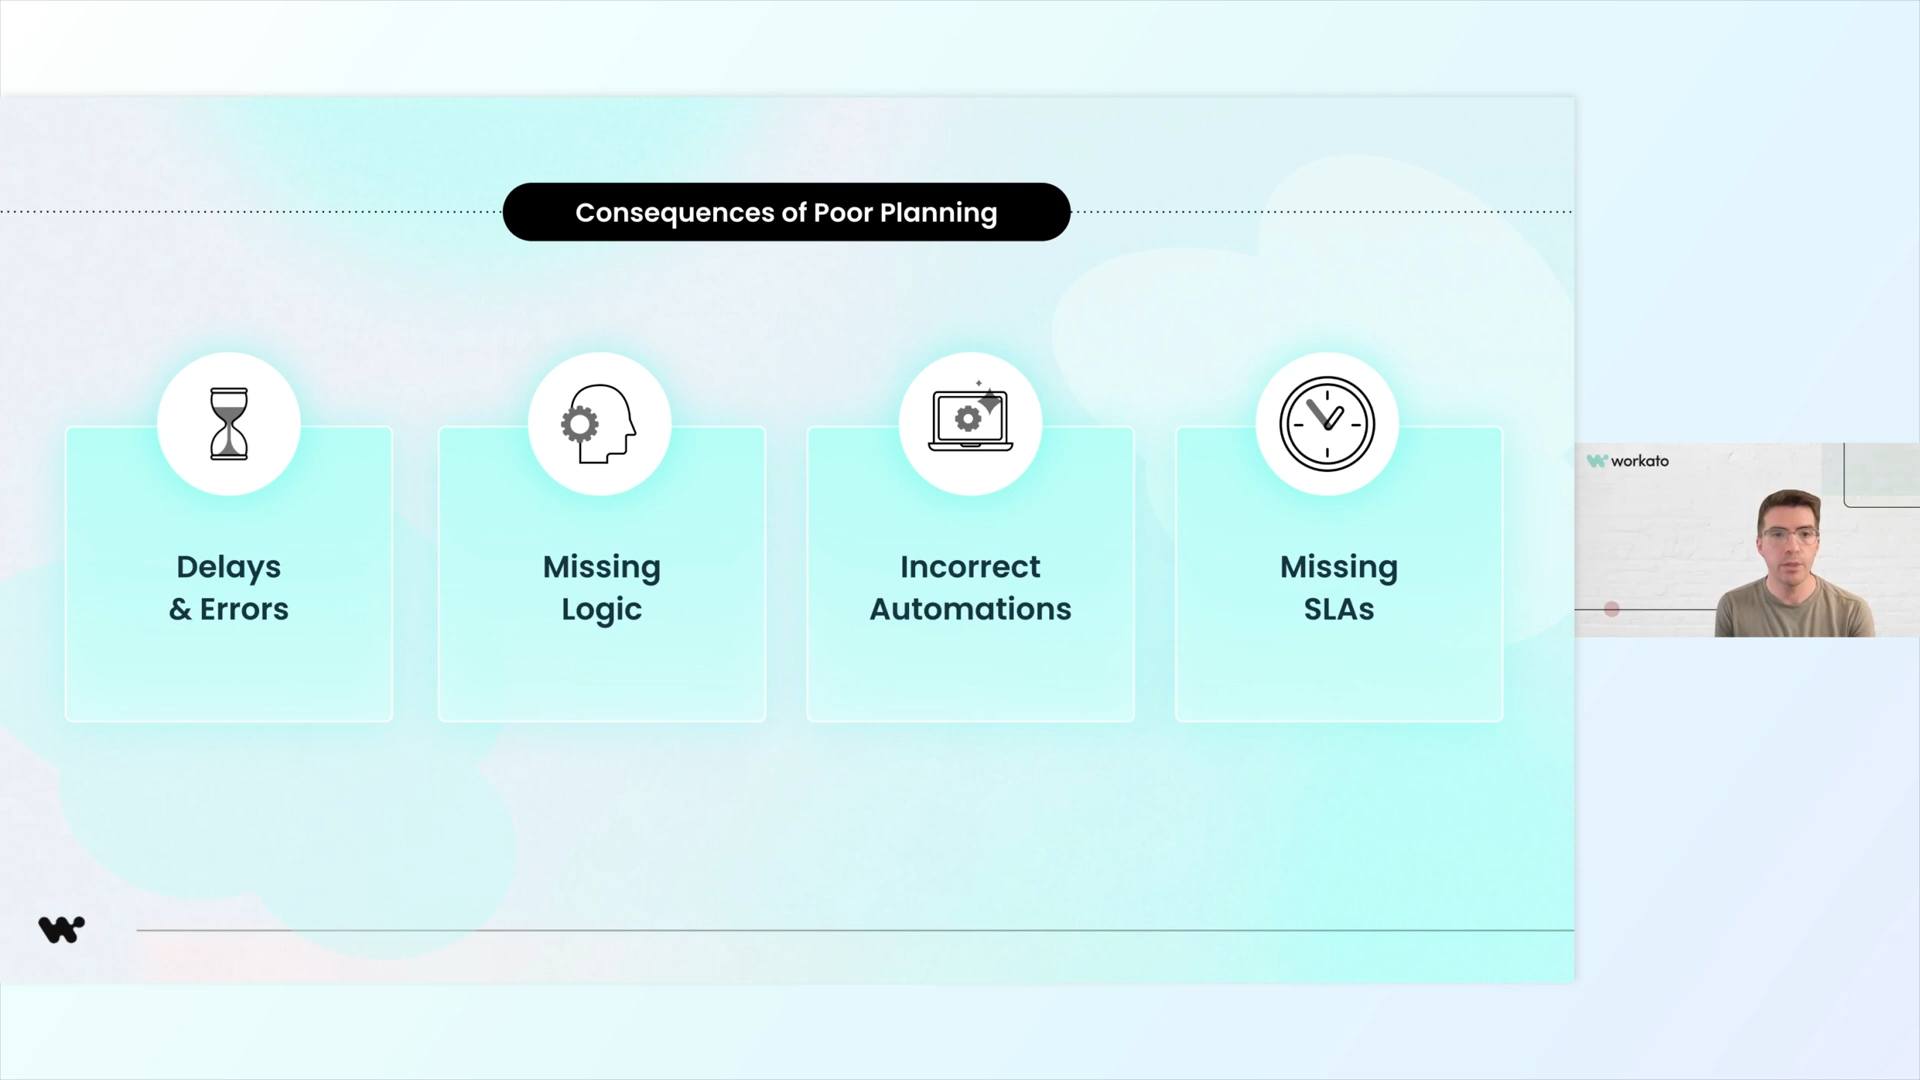 Consequences of Poor Planning
Delays
& Errors
Missing
Logic
Incorrect
Automations
Missing
SLAs
workato